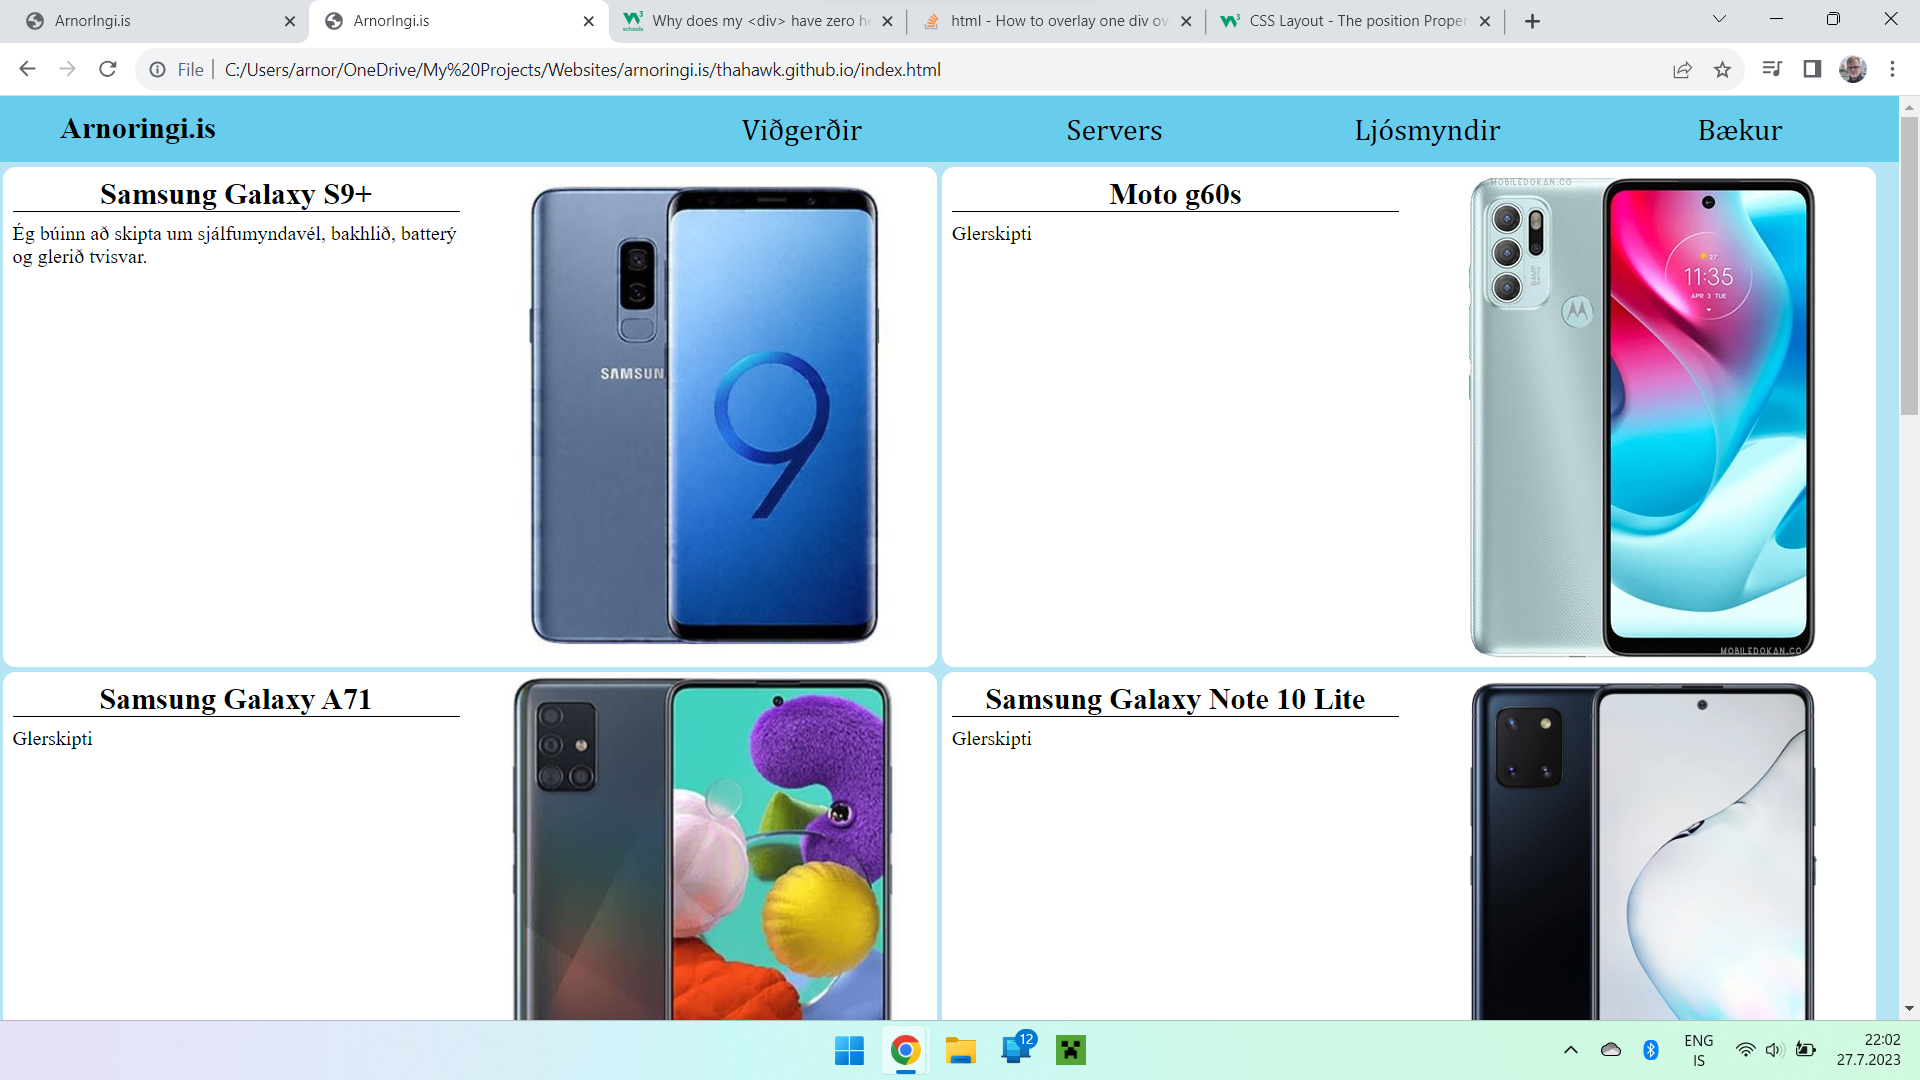 ArnorIngi.is
ArnorIngi.is
Why does my <div> have zero he
html - How to overlay one div ov
CSS Layout - The position Proper
File
C:/Users/arnor/OneDrive/My%20Projects/Websites/arnoringi.is/thahawk.github.io/index.html
Arnoringi.is
Viðgerðir
Servers
Ljósmyndir
Bækur
Samsung Galaxy S9+
Ég búinn að skipta um sjálfumyndavél, bakhlið, batterý
og glerið tvisvar.
SAMSUN
9
Moto g60s
Glerskipti
MOBILEDOKAN.CO
64MP
27°
11:35
APR 3 TUE
MOBILEDOKAN.CO
Samsung Galaxy A71
Glerskipti
Samsung Galaxy Note 10 Lite
Glerskipti
12
ENG
IS
22:02
27.7.2023